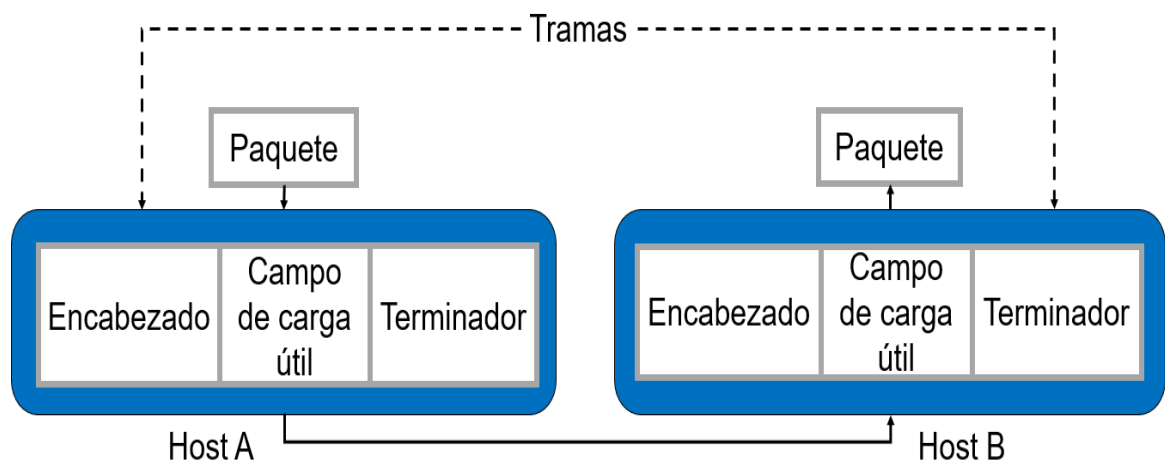 Tramas
Paquete
Paquete
Encabezado
Campo
de carga
útil
Terminador
Encabezado
Campo
de carga
útil
Terminador
Host A
Host B